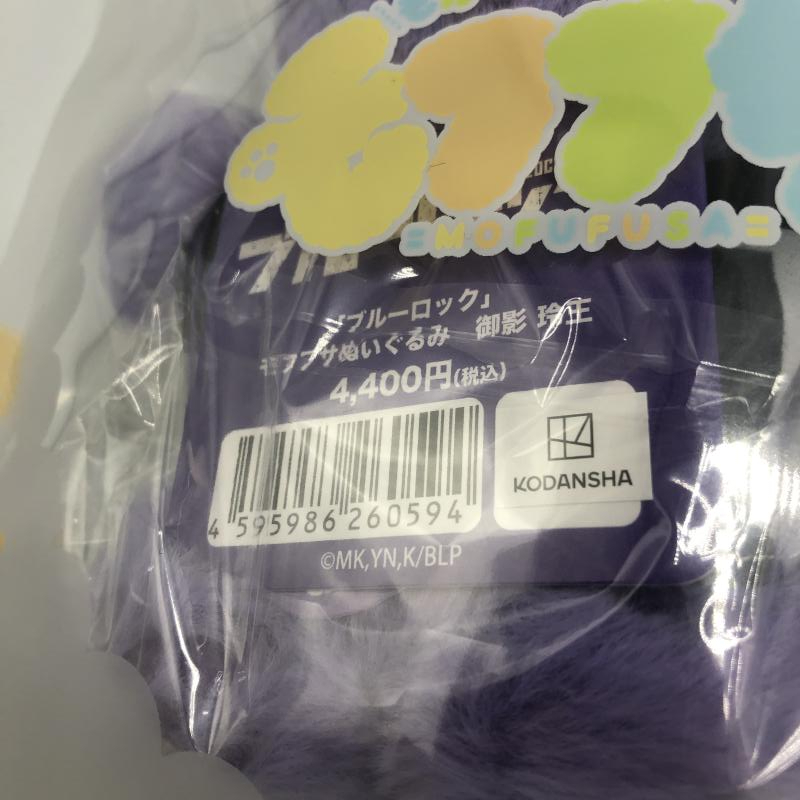 モフフ
=MOFUFUSA=
「ブルーロック」
モフフサぬいぐるみ 御影 玲王
4,400円(税込)
4 595986 260594
KODANSHA
©MK,YN,K/BLP